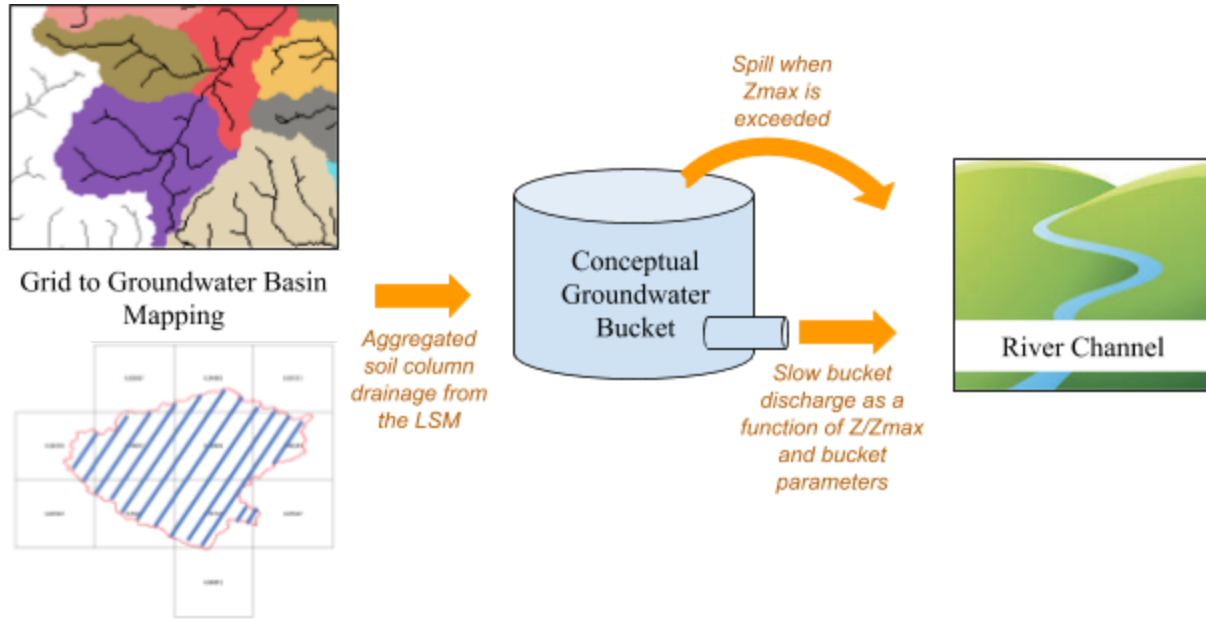 Spill when
Zmax is
exceeded
Grid to Groundwater Basin
Mapping
Aggregated
soil column
drainage from
the LSM
Conceptual
Groundwater
Bucket
Slow bucket
discharge as a
function of Z/Zmax
and bucket
parameters
River Channel